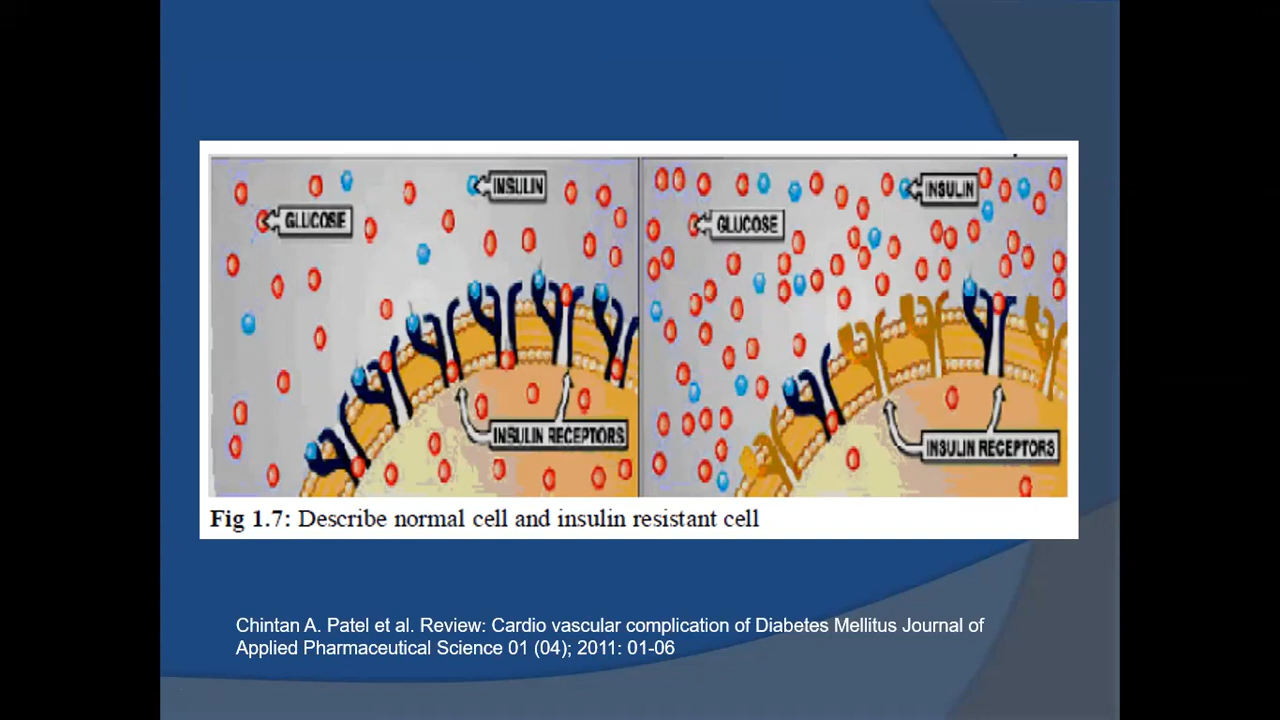 INSULIN
GLUCOSE
INSULIN RECEPTORS
INSULIN
GLUCOSE
INSULIN RECEPTORS
Fig 1.7: Describe normal cell and insulin resistant cell
Chintan A. Patel et al. Review: Cardio vascular complication of Diabetes Mellitus Journal of
Applied Pharmaceutical Science 01 (04); 2011: 01-06